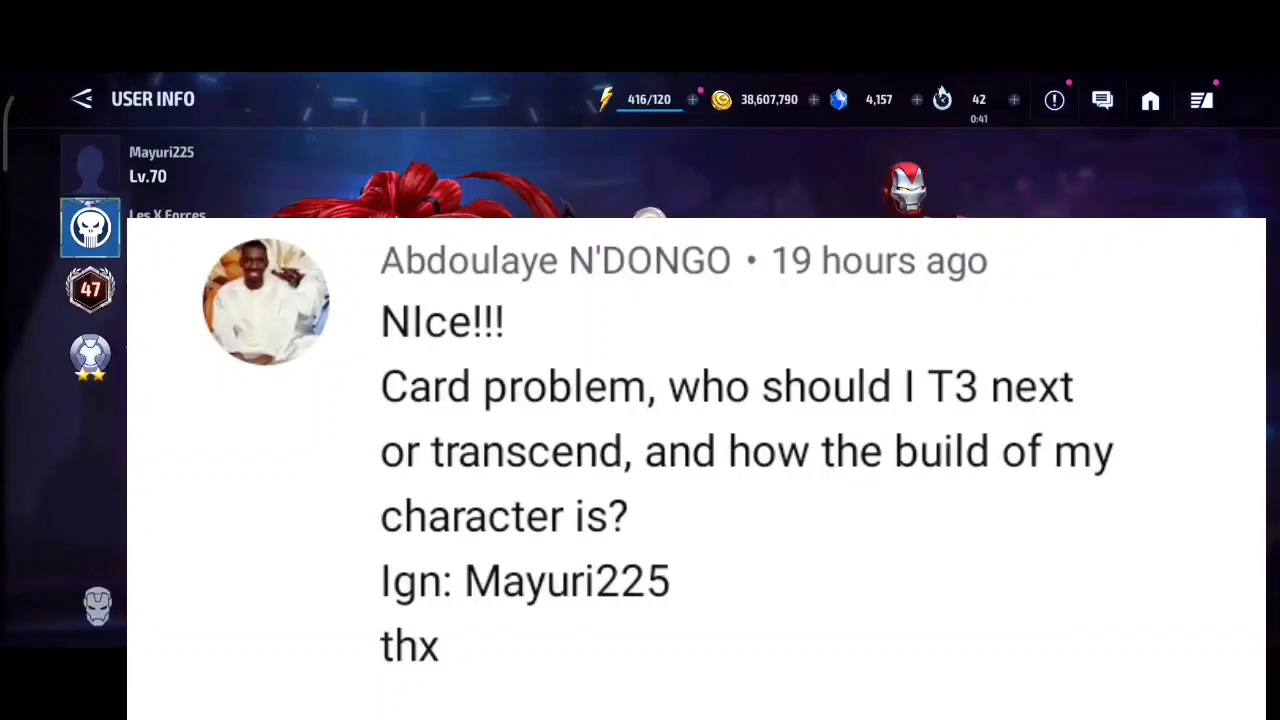 USER INFO
416/120
38,607,790
4,157
42
0:41
Mayuri225
Lv.70
Les X Forces
47
Abdoulaye N'DONGO • 19 hours ago
NIce!!!
Card problem, who should I T3 next
or transcend, and how the build of my
character is?
Ign: Mayuri225
thx